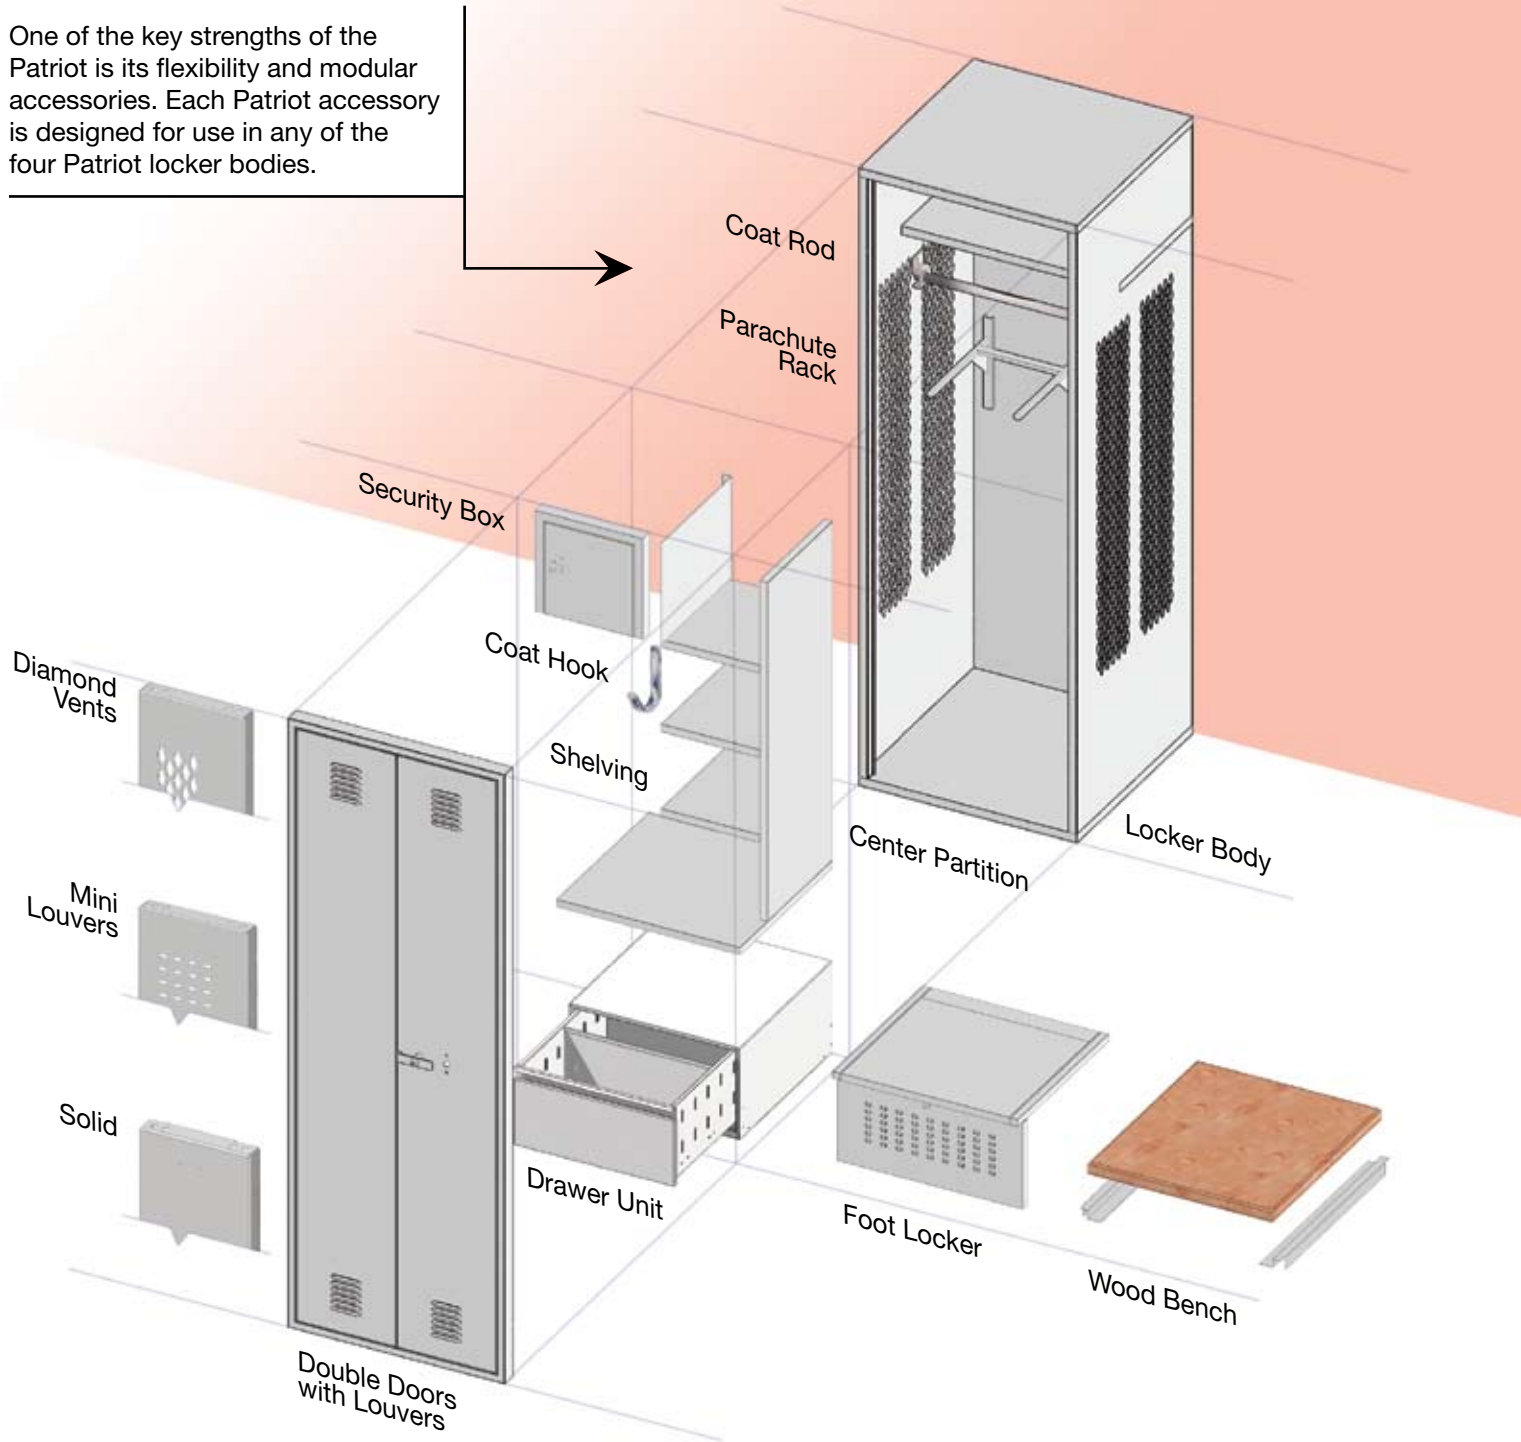 One of the key strengths of the
Patriot is its flexibility and modular
accessories. Each Patriot accessory
is designed for use in any of the
four Patriot locker bodies.
Coat Rod
Parachute
Rack
Security Box
Coat Hook
Diamond
Vents
Shelving
Center Partition
Locker Body
Mini
Louvers
Solid
Drawer Unit
Foot Locker
Wood Bench
Double Doors
with Louvers